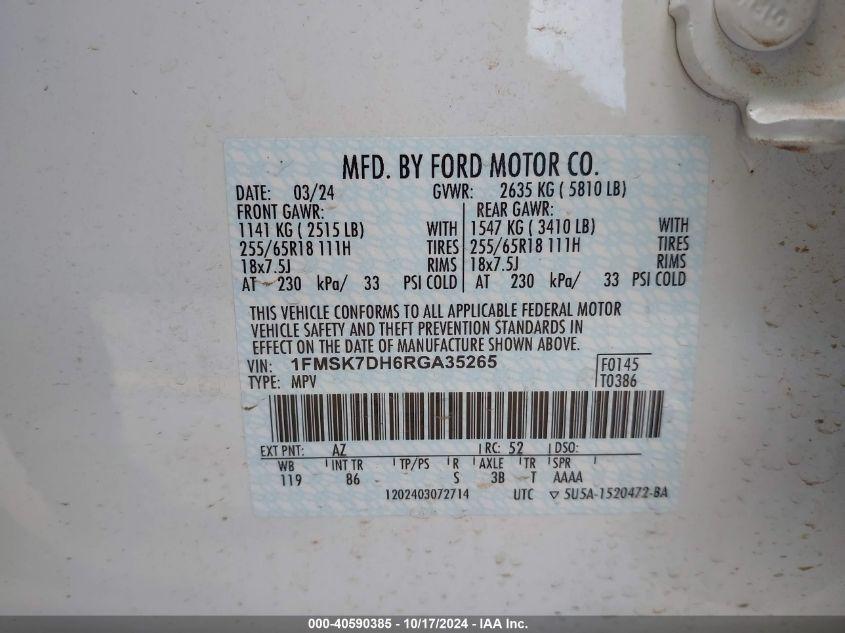 MFD. BY FORD MOTOR CO.
DATE: 03/24 GVWR: 2635 KG ( 5810 LB)
FRONT GAWR: REAR GAWR:
1141 KG ( 2515 LB) WITH 1547 KG ( 3410 LB) WITH
255/65R18 111H TIRES 255/65R18 111H TIRES
18x7.5J RIMS 18x7.5J RIMS
AT 230 kPa/ 33 PSI COLD AT 230 kPa/ 33 PSI COLD
THIS VEHICLE CONFORMS TO ALL APPLICABLE FEDERAL MOTOR
VEHICLE SAFETY AND THEFT PREVENTION STANDARDS IN
EFFECT ON THE DATE OF MANUFACTURE SHOWN ABOVE.
VIN: 1FMSK7DH6RGA35265 F0145
TYPE: MPV T0386
EXT PNT: AZ RC: 52 DSO:
WB INT TR TP/PS R AXLE TR SPR
119 86 S 3B T AAAA
1202403072714 UTC ▽ 5U5A-1520472-BA
000-40590385 - 10/17/2024 - IAA Inc.